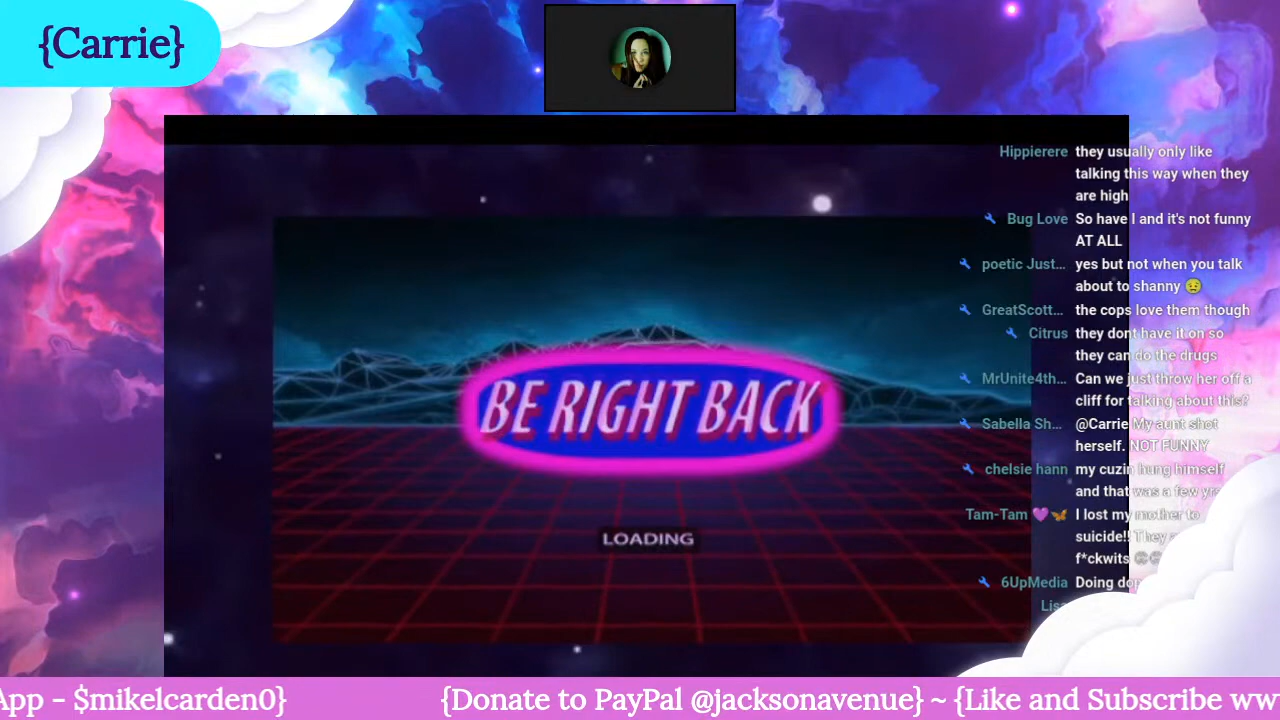 {Carrie}
Hippierere they usually only like
talking this way when they
are high
Bug Love So have I and it's not funny
AT ALL
poetic Just... yes but not when you talk
about to shanny 🤢
GreatScott... the cops love them though
Citrus they dont have it on so
they can do the drugs
MrUnite4th... Can we just throw her off a
cliff for talking about this?
Sabella Sh... @Carrie My aunt shot
herself. NOT FUNNY
chelsie hann my cuzin hung himself
and that was a few yrs
Tam-Tam 💜🦋 I lost my mother to
suicide!! They
f*ckwits
6UpMedia Doing
BE RIGHT BACK
LOADING
App - $mikelcarden0} {Donate to PayPal @jacksonavenue} ~ {Like and Subscribe ww